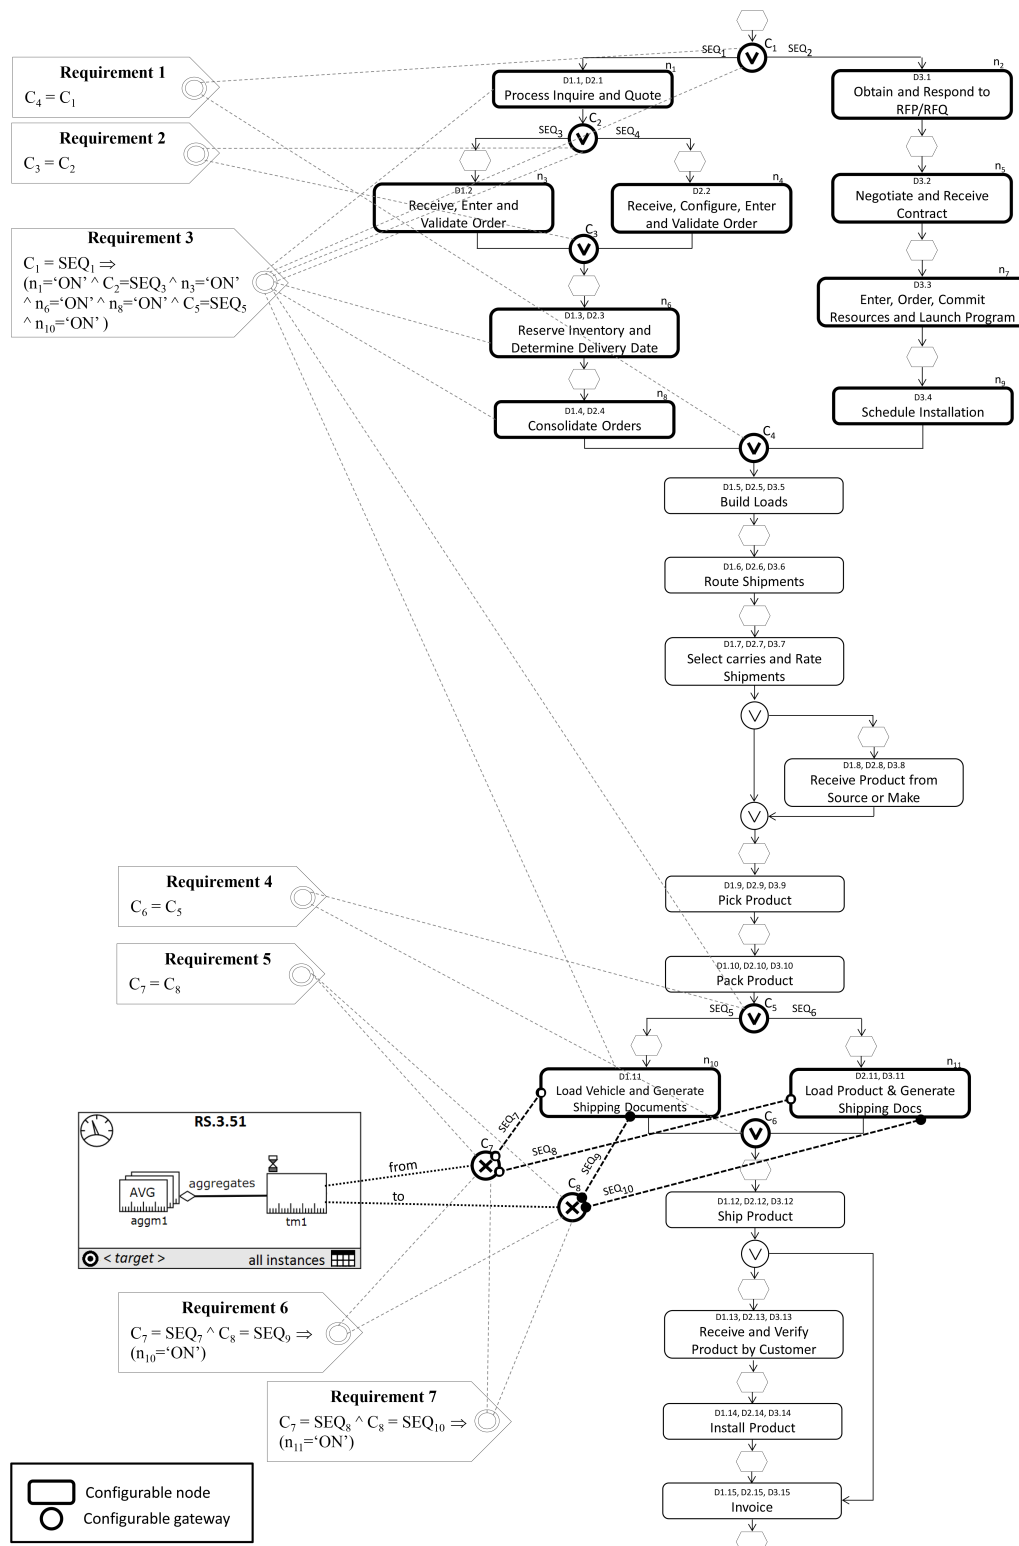 Requirement 1
C4 = C1
Requirement 2
C3 = C2
Requirement 3
C1 = SEQ1 ⇒
(n1=‘ON’ ^ C2=SEQ3 ^ n3=‘ON’
^ n6=‘ON’ ^ n8=‘ON’ ^ C5=SEQ5
^ n10=‘ON’ )
SEQ1
C1
SEQ2
n1
D1.1, D2.1
Process Inquire and Quote
n2
D3.1
Obtain and Respond to
RFP/RFQ
SEQ3
C2
SEQ4
n3
D1.2
Receive, Enter and
Validate Order
n4
D2.2
Receive, Configure, Enter
and Validate Order
n5
D3.2
Negotiate and Receive
Contract
C3
n6
D1.3, D2.3
Reserve Inventory and
Determine Delivery Date
n7
D3.3
Enter, Order, Commit
Resources and Launch Program
n8
D1.4, D2.4
Consolidate Orders
n9
D3.4
Schedule Installation
C4
D1.5, D2.5, D3.5
Build Loads
D1.6, D2.6, D3.6
Route Shipments
D1.7, D2.7, D3.7
Select carries and Rate
Shipments
D1.8, D2.8, D3.8
Receive Product from
Source or Make
D1.9, D2.9, D3.9
Pick Product
D1.10, D2.10, D3.10
Pack Product
Requirement 4
C6 = C5
Requirement 5
C7 = C8
SEQ5
C5
SEQ6
n10
D1.11
Load Vehicle and Generate
Shipping Documents
n11
D2.11, D3.11
Load Product & Generate
Shipping Docs
C6
SEQ7
SEQ8
SEQ9
SEQ10
C7
C8
RS.3.51
AVG
aggm1
aggregates
tm1
from
to
< target >
all instances
D1.12, D2.12, D3.12
Ship Product
Requirement 6
C7 = SEQ7 ^ C8 = SEQ9 ⇒
(n10=‘ON’)
D1.13, D2.13, D3.13
Receive and Verify
Product by Customer
Requirement 7
C7 = SEQ8 ^ C8 = SEQ10 ⇒
(n11=‘ON’)
D1.14, D2.14, D3.14
Install Product
D1.15, D2.15, D3.15
Invoice
Configurable node
Configurable gateway